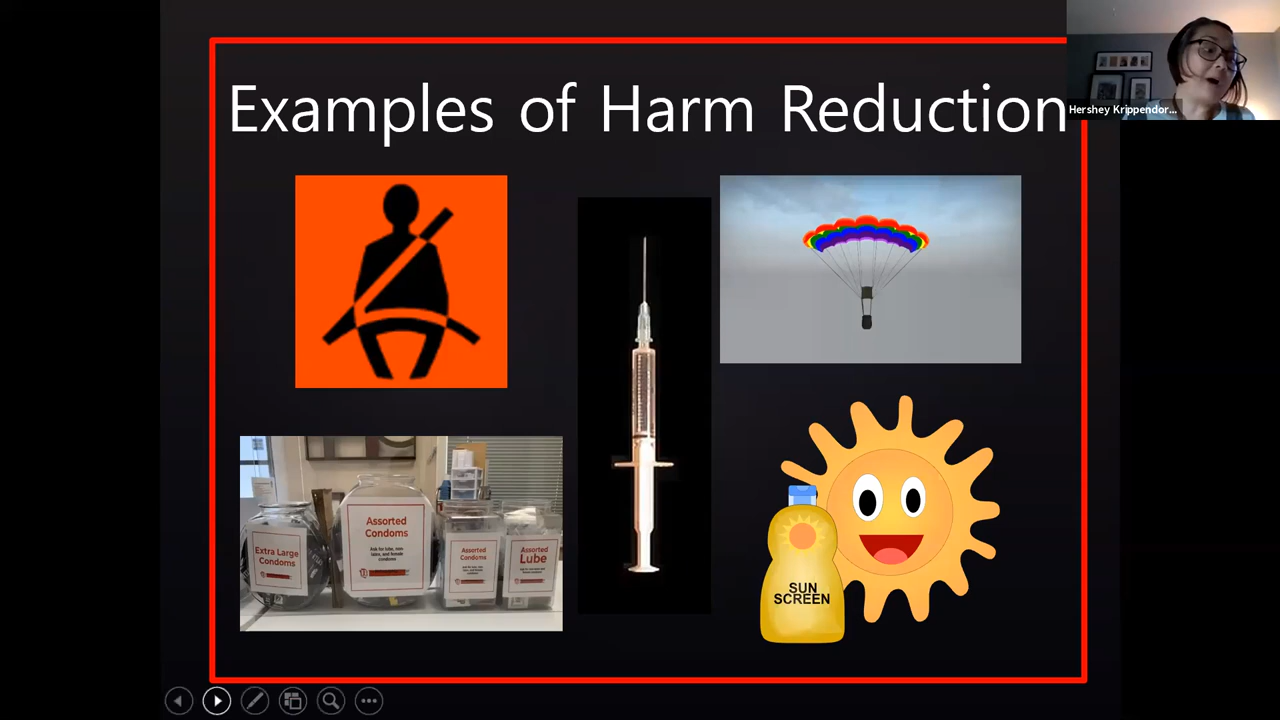 Examples of Harm Reduction
Hershey Krippendor...
Extra Large
Condoms
Assorted
Condoms
Ask for lube, non
latex, and female
condoms
Assorted
Condoms
Assorted
Lube
SUN
SCREEN